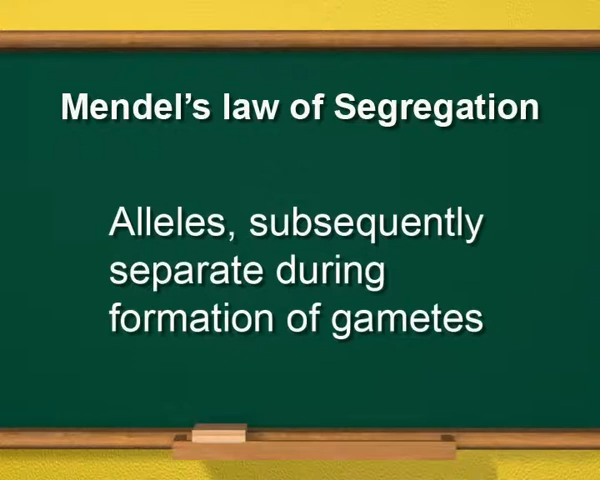 Mendel’s law of Segregation
Alleles, subsequently
separate during
formation of gametes